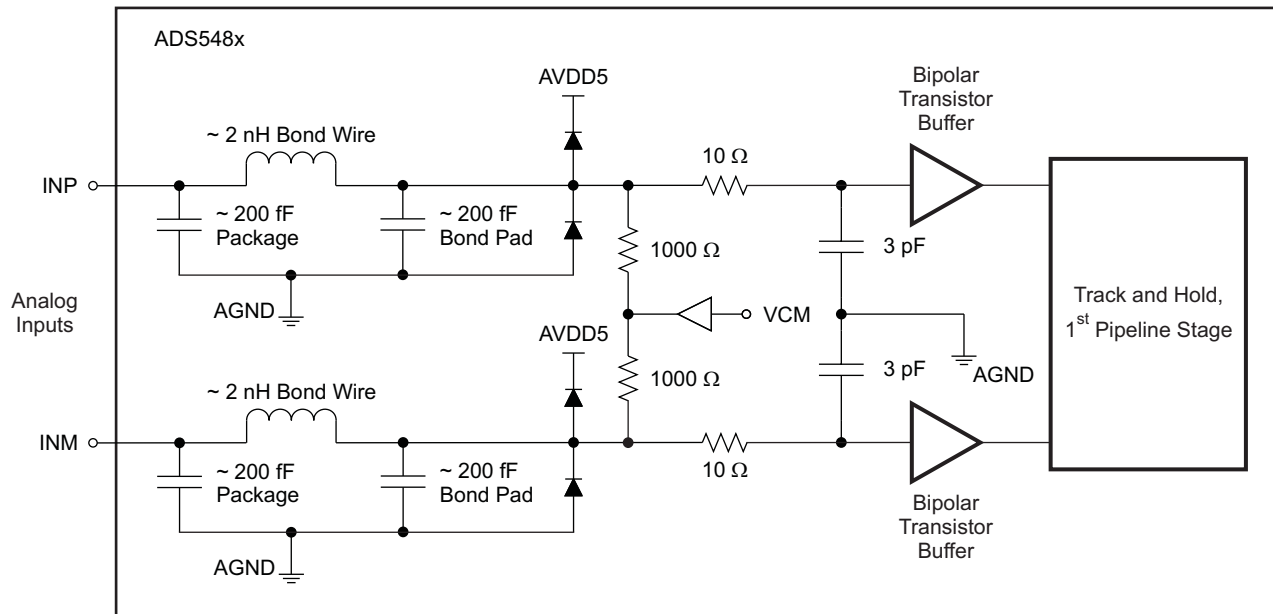 ADS548x
AVDD5
Bipolar
Transistor
Buffer
~ 2 nH Bond Wire
10 Ω
INP
~ 200 fF
Package
~ 200 fF
Bond Pad
1000 Ω
3 pF
AGND
Analog
Inputs
VCM
Track and Hold,
1st Pipeline Stage
AVDD5
~ 2 nH Bond Wire
1000 Ω
3 pF
AGND
INM
~ 200 fF
Package
~ 200 fF
Bond Pad
10 Ω
Bipolar
Transistor
Buffer
AGND